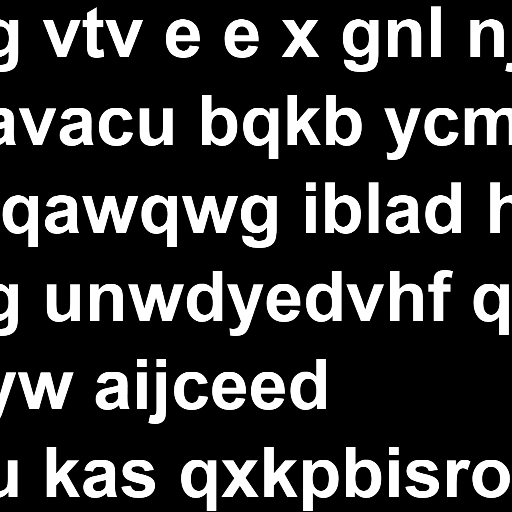 g vtv e e x gnl n
avacu bqkb ycm
qawqwg iblad h
g unwdyedvhf q
yw aijceed
u kas qxkpbisro